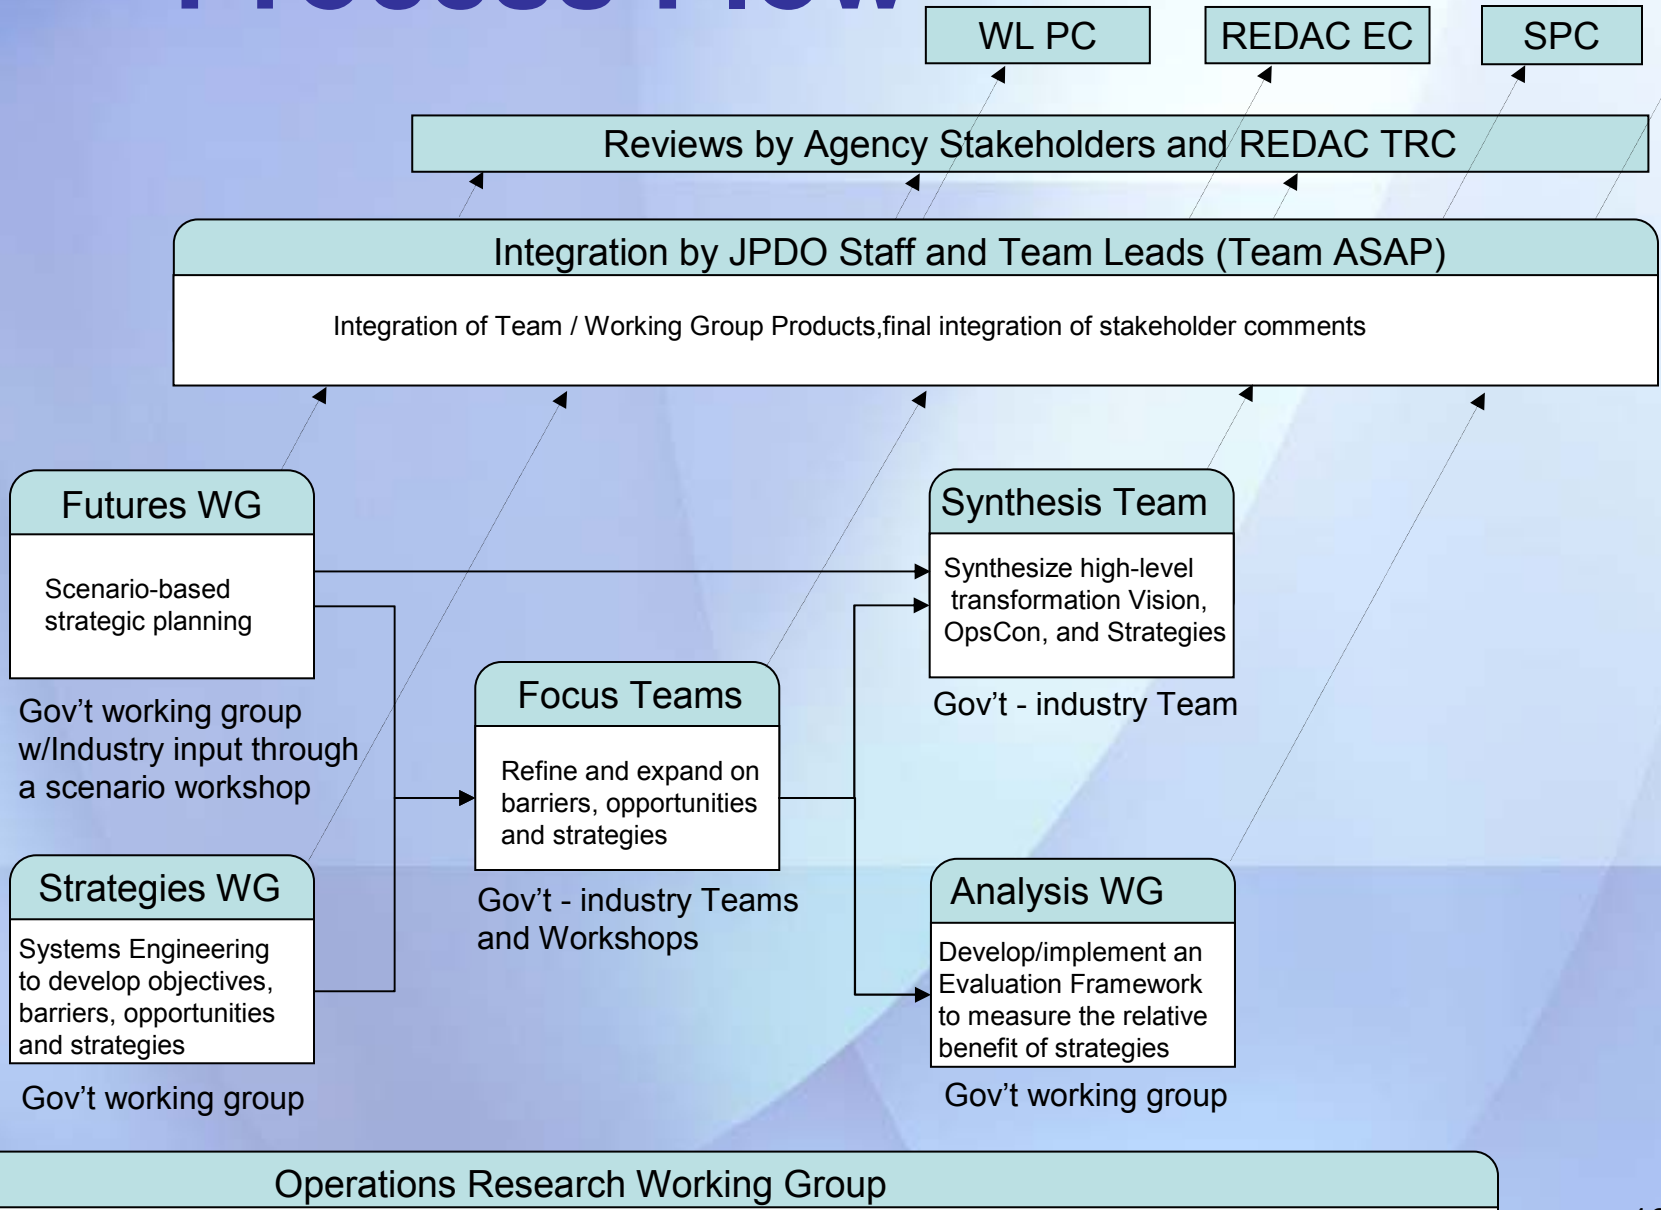 Process Flow
WL PC
REDAC EC
SPC
Reviews by Agency Stakeholders and REDAC TRC
Integration by JPDO Staff and Team Leads (Team ASAP)
Integration of Team / Working Group Products,final integration of stakeholder comments
Futures WG
Scenario-based
strategic planning
Gov’t working group
w/Industry input through
a scenario workshop
Strategies WG
Systems Engineering
to develop objectives,
barriers, opportunities
and strategies
Gov’t working group
Focus Teams
Refine and expand on
barriers, opportunities
and strategies
Gov’t - industry Teams
and Workshops
Synthesis Team
Synthesize high-level
transformation Vision,
OpsCon, and Strategies
Gov’t - industry Team
Analysis WG
Develop/implement an
Evaluation Framework
to measure the relative
benefit of strategies
Gov’t working group
Operations Research Working Group